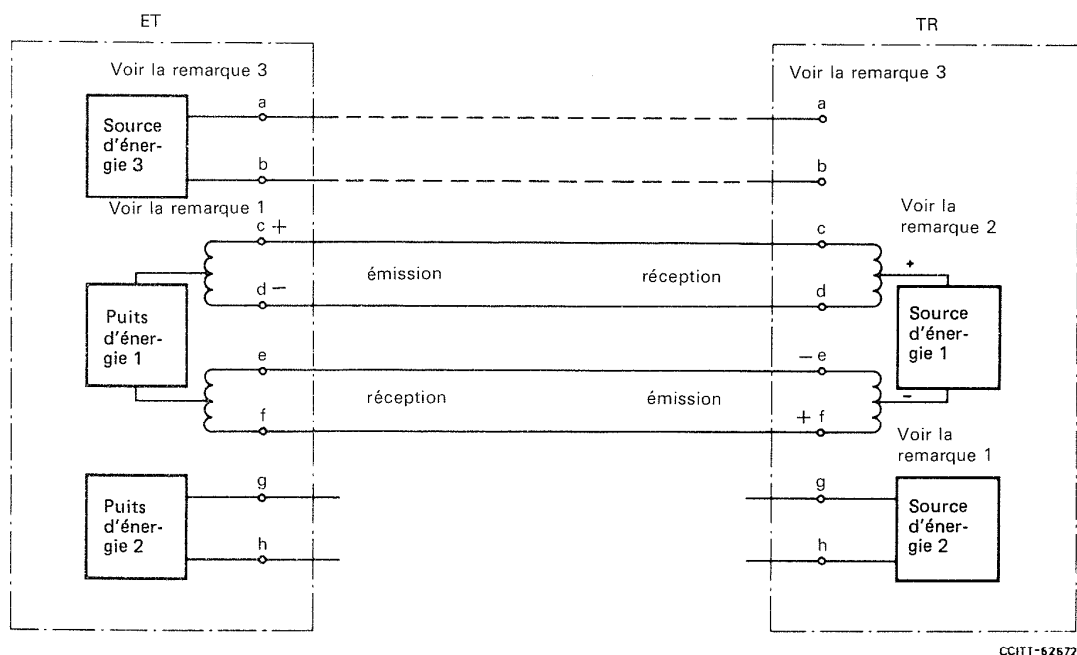 ET
TR
Voir la remarque 3
Voir la remarque 3
Source
d'éner-
gie 3
a
b
a
b
Voir la remarque 1
c +
d −
émission
réception
c
d
Voir la
remarque 2
+
−
Puits
d'éner-
gie 1
Source
d'éner-
gie 1
e
f
réception
émission
− e
+ f
Voir la
remarque 1
Puits
d'éner-
gie 2
g
h
g
h
Source
d'éner-
gie 2
CCITT-62672